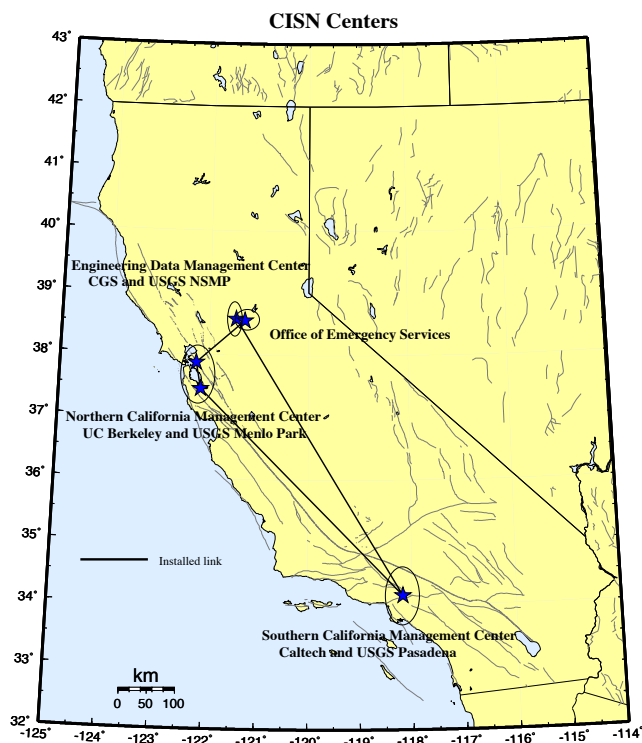 CISN Centers
43˚
42˚
41˚
40˚
39˚
38˚
37˚
36˚
35˚
34˚
33˚
32˚
Engineering Data Management Center
CGS and USGS NSMP
Office of Emergency Services
Northern California Management Center
UC Berkeley and USGS Menlo Park
Installed link
Southern California Management Center
Caltech and USGS Pasadena
km
0 50 100
-125˚ -124˚ -123˚ -122˚ -121˚ -120˚ -119˚ -118˚ -117˚ -116˚ -115˚ -114˚